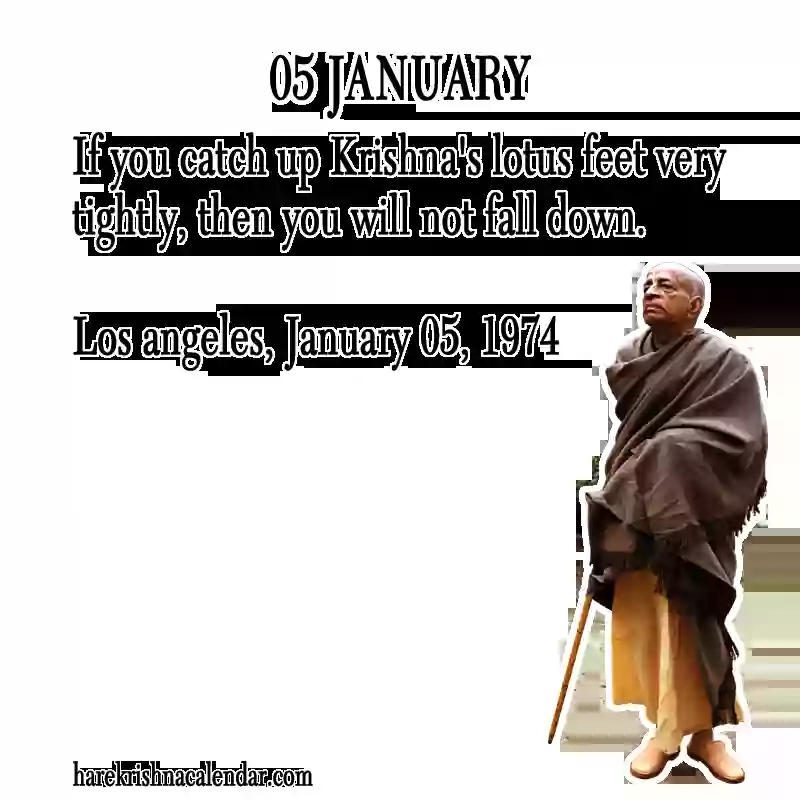 05 JANUARY
If you catch up Krishna's lotus feet very
tightly, then you will not fall down.
Los angeles, January 05, 1974
harekrishnacalendar.com